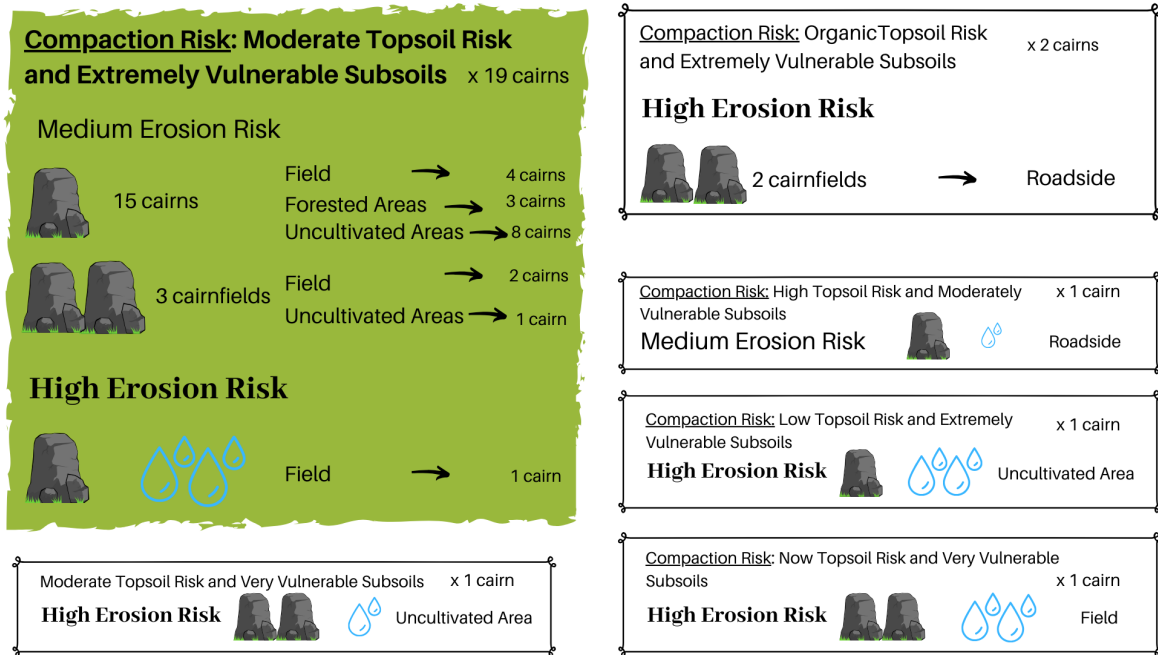 Compaction Risk: Moderate Topsoil Risk
and Extremely Vulnerable Subsoils x 19 cairns
Medium Erosion Risk
15 cairns
Field 4 cairns
Forested Areas 3 cairns
Uncultivated Areas 8 cairns
3 cairnfields
Field 2 cairns
Uncultivated Areas 1 cairn
High Erosion Risk
Field 1 cairn
Moderate Topsoil Risk and Very Vulnerable Subsoils x 1 cairn
High Erosion Risk Uncultivated Area
Compaction Risk: OrganicTopsoil Risk x 2 cairns
and Extremely Vulnerable Subsoils
High Erosion Risk
2 cairnfields Roadside
Compaction Risk: High Topsoil Risk and Moderately x 1 cairn
Vulnerable Subsoils
Medium Erosion Risk Roadside
Compaction Risk: Low Topsoil Risk and Extremely x 1 cairn
Vulnerable Subsoils
High Erosion Risk Uncultivated Area
Compaction Risk: Now Topsoil Risk and Very Vulnerable
Subsoils x 1 cairn
High Erosion Risk Field